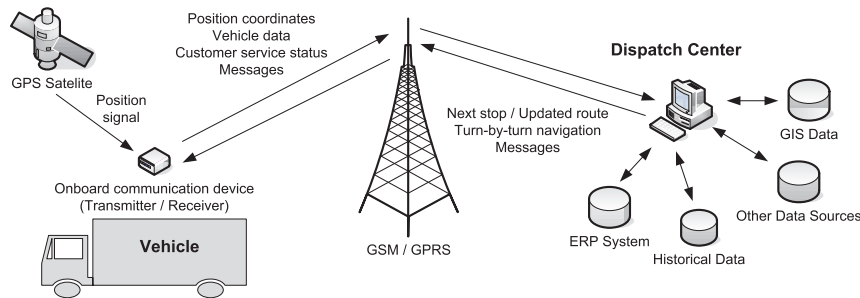 Position coordinates
Vehicle data
Customer service status
Messages
GPS Satelite
Position
signal
Onboard communication device
(Transmitter / Receiver)
Vehicle
GSM / GPRS
Next stop / Updated route
Turn-by-turn navigation
Messages
Dispatch Center
GIS Data
Other Data Sources
ERP System
Historical Data